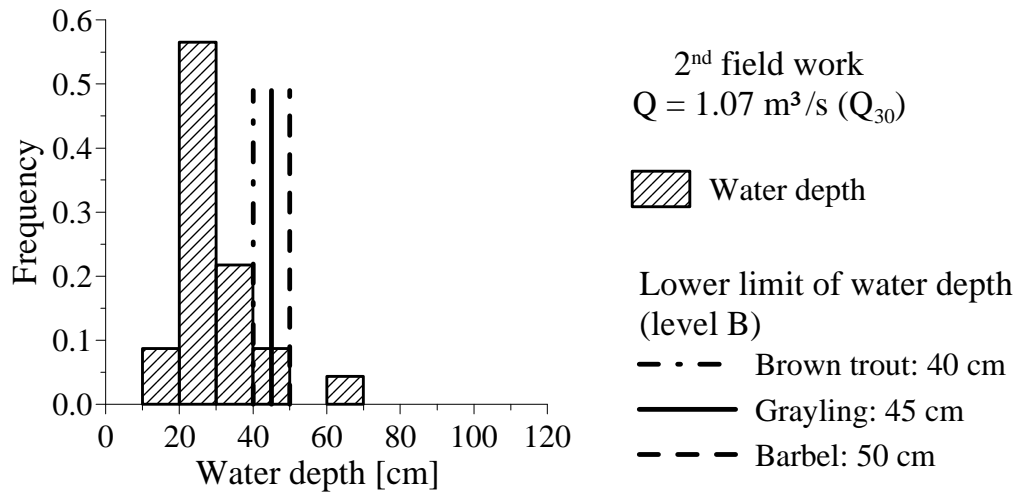 0.6
0.5
0.4
0.3
0.2
0.1
0.0
Frequency
0 20 40 60 80 100 120
Water depth [cm]
2nd field work
Q = 1.07 m³/s (Q30)
Water depth
Lower limit of water depth
(level B)
Brown trout: 40 cm
Grayling: 45 cm
Barbel: 50 cm